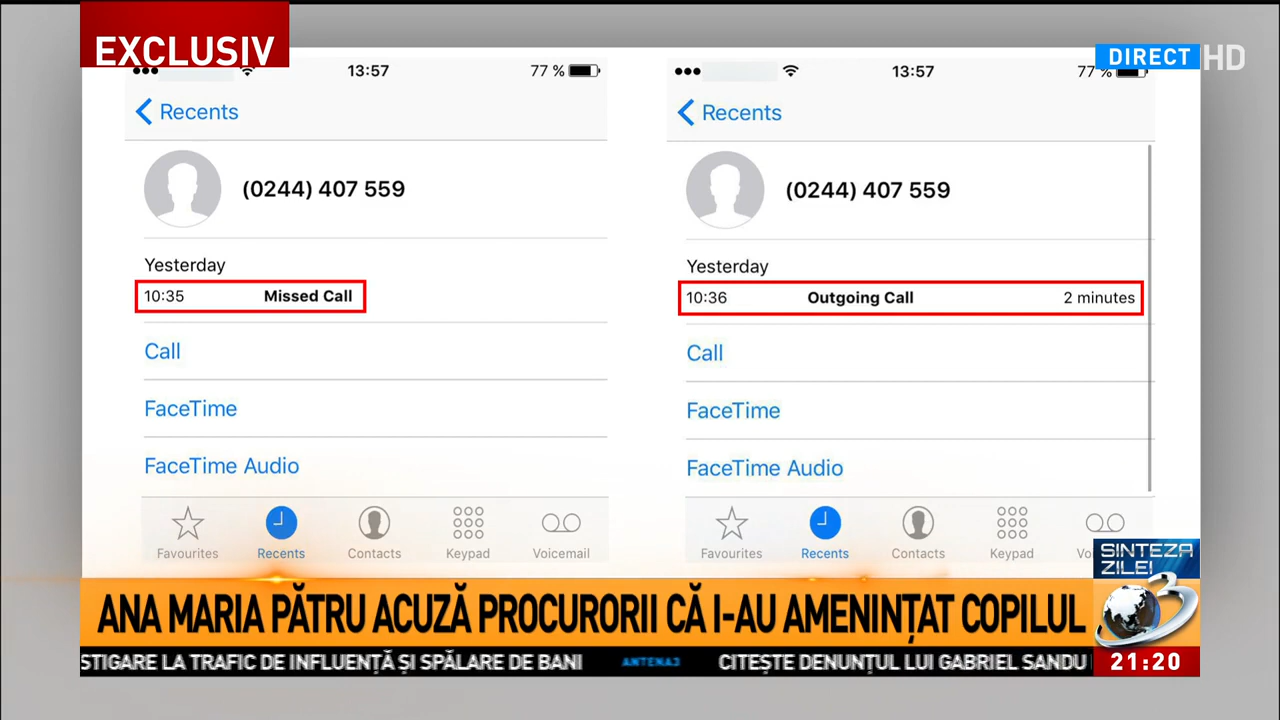 EXCLUSIV
DIRECT HD
13:57
77 %
Recents
(0244) 407 559
Yesterday
10:35 Missed Call
Call
FaceTime
FaceTime Audio
Favourites Recents Contacts Keypad Voicemail
13:57
77 %
Recents
(0244) 407 559
Yesterday
10:36 Outgoing Call 2 minutes
Call
FaceTime
FaceTime Audio
Favourites Recents Contacts Keypad Vo
SINTEZA
ZILEI
3
ANA MARIA PĂTRU ACUZĂ PROCURORII CĂ I-AU AMENINȚAT COPILUL
STIGARE LA TRAFIC DE INFLUENȚĂ ȘI SPĂLARE DE BANI ANTENA3 CITEȘTE DENUNȚUL LUI GABRIEL SANDU
21:20